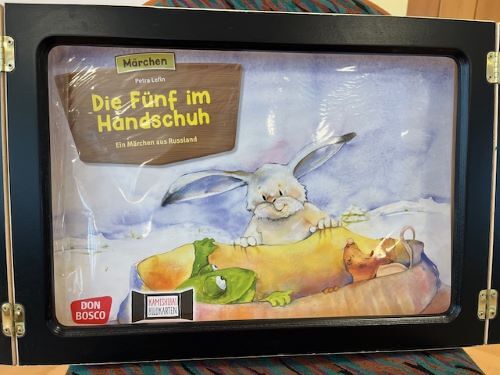 Märchen
Petra Lefin
Die Fünf im
Handschuh
Ein Märchen aus Russland
DON
BOSCO
KAMISHIBAI
BILDKARTEN